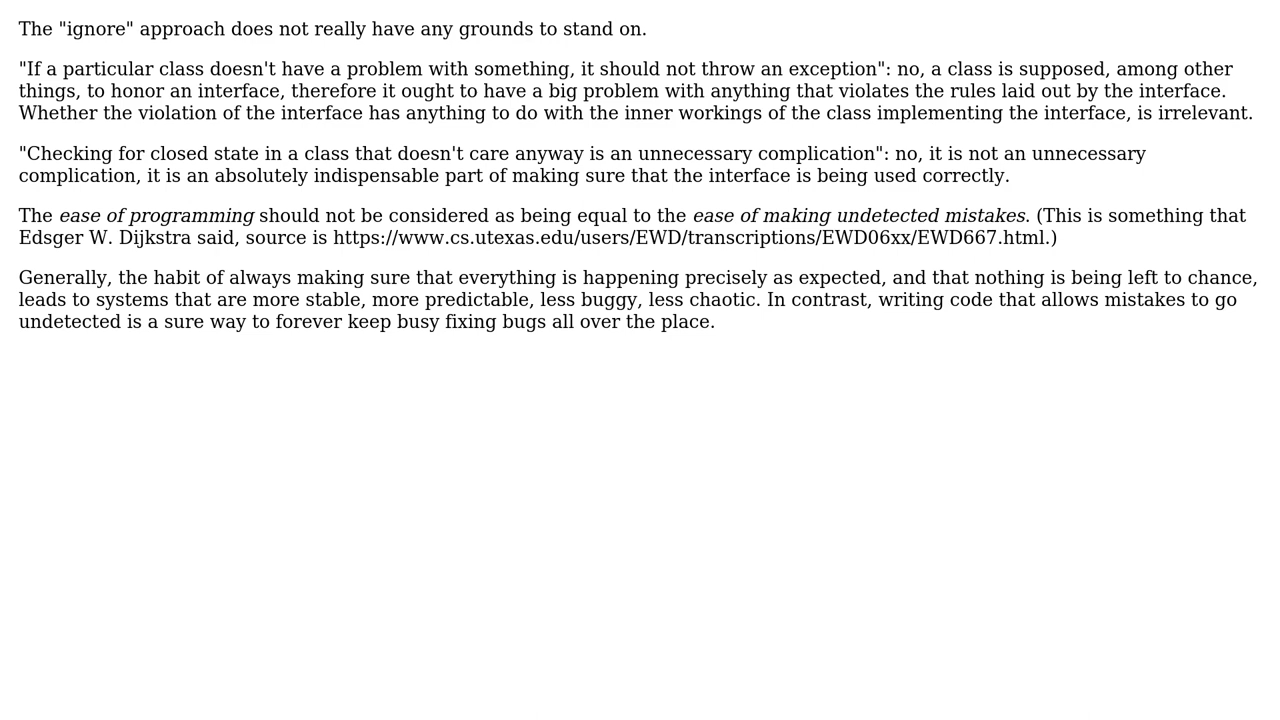 The "ignore" approach does not really have any grounds to stand on.
"If a particular class doesn't have a problem with something, it should not throw an exception": no, a class is supposed, among other
things, to honor an interface, therefore it ought to have a big problem with anything that violates the rules laid out by the interface.
Whether the violation of the interface has anything to do with the inner workings of the class implementing the interface, is irrelevant.
"Checking for closed state in a class that doesn't care anyway is an unnecessary complication": no, it is not an unnecessary
complication, it is an absolutely indispensable part of making sure that the interface is being used correctly.
The ease of programming should not be considered as being equal to the ease of making undetected mistakes. (This is something that
Edsger W. Dijkstra said, source is https://www.cs.utexas.edu/users/EWD/transcriptions/EWD06xx/EWD667.html.)
Generally, the habit of always making sure that everything is happening precisely as expected, and that nothing is being left to chance,
leads to systems that are more stable, more predictable, less buggy, less chaotic. In contrast, writing code that allows mistakes to go
undetected is a sure way to forever keep busy fixing bugs all over the place.